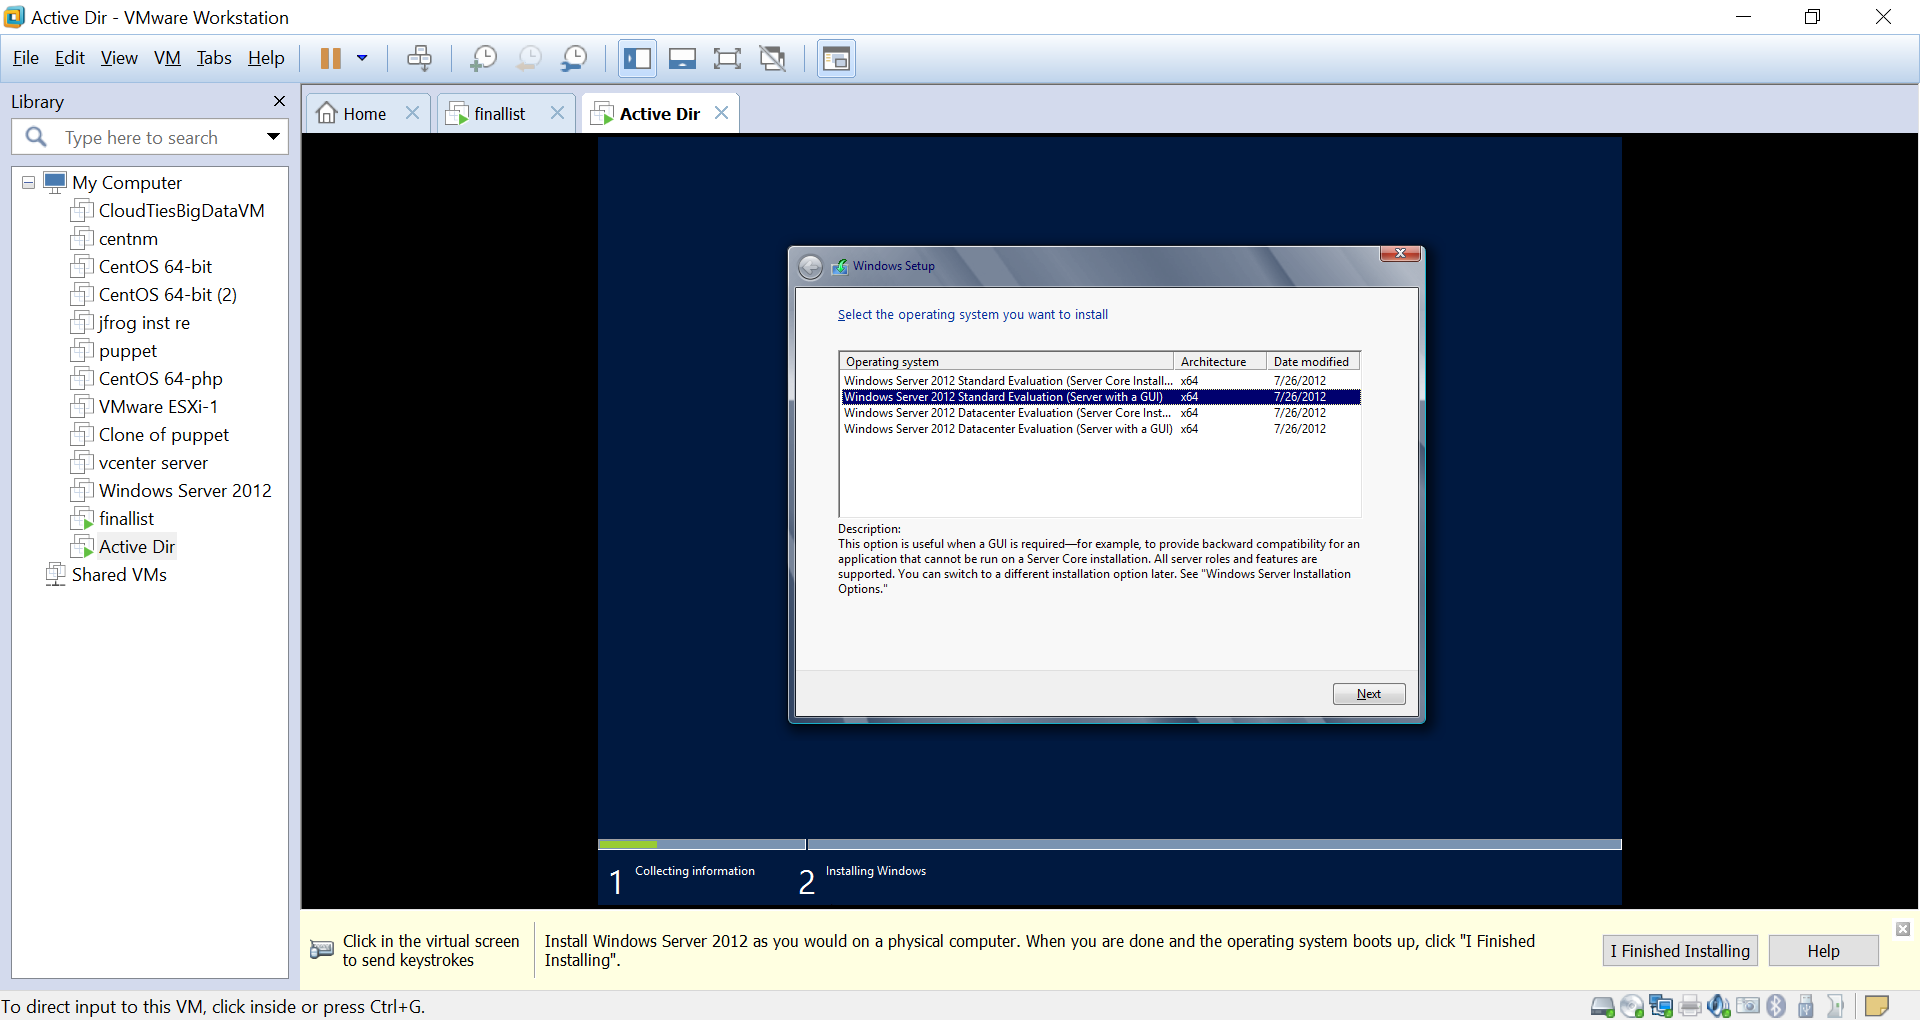 Active Dir - VMware Workstation
File Edit View VM Tabs Help
Library
Type here to search
My Computer
CloudTiesBigDataVM
centnm
CentOS 64-bit
CentOS 64-bit (2)
jfrog inst re
puppet
CentOS 64-php
VMware ESXi-1
Clone of puppet
vcenter server
Windows Server 2012
finallist
Active Dir
Shared VMs
Home finallist Active Dir
Windows Setup
Select the operating system you want to install
Operating system Architecture Date modified
Windows Server 2012 Standard Evaluation (Server Core Install... x64 7/26/2012
Windows Server 2012 Standard Evaluation (Server with a GUI) x64 7/26/2012
Windows Server 2012 Datacenter Evaluation (Server Core Inst... x64 7/26/2012
Windows Server 2012 Datacenter Evaluation (Server with a GUI) x64 7/26/2012
Description:
This option is useful when a GUI is required—for example, to provide backward compatibility for an
application that cannot be run on a Server Core installation. All server roles and features are
supported. You can switch to a different installation option later. See "Windows Server Installation
Options."
Next
1 Collecting information 2 Installing Windows
Click in the virtual screen
to send keystrokes
Install Windows Server 2012 as you would on a physical computer. When you are done and the operating system boots up, click "I Finished
Installing".
I Finished Installing Help
To direct input to this VM, click inside or press Ctrl+G.